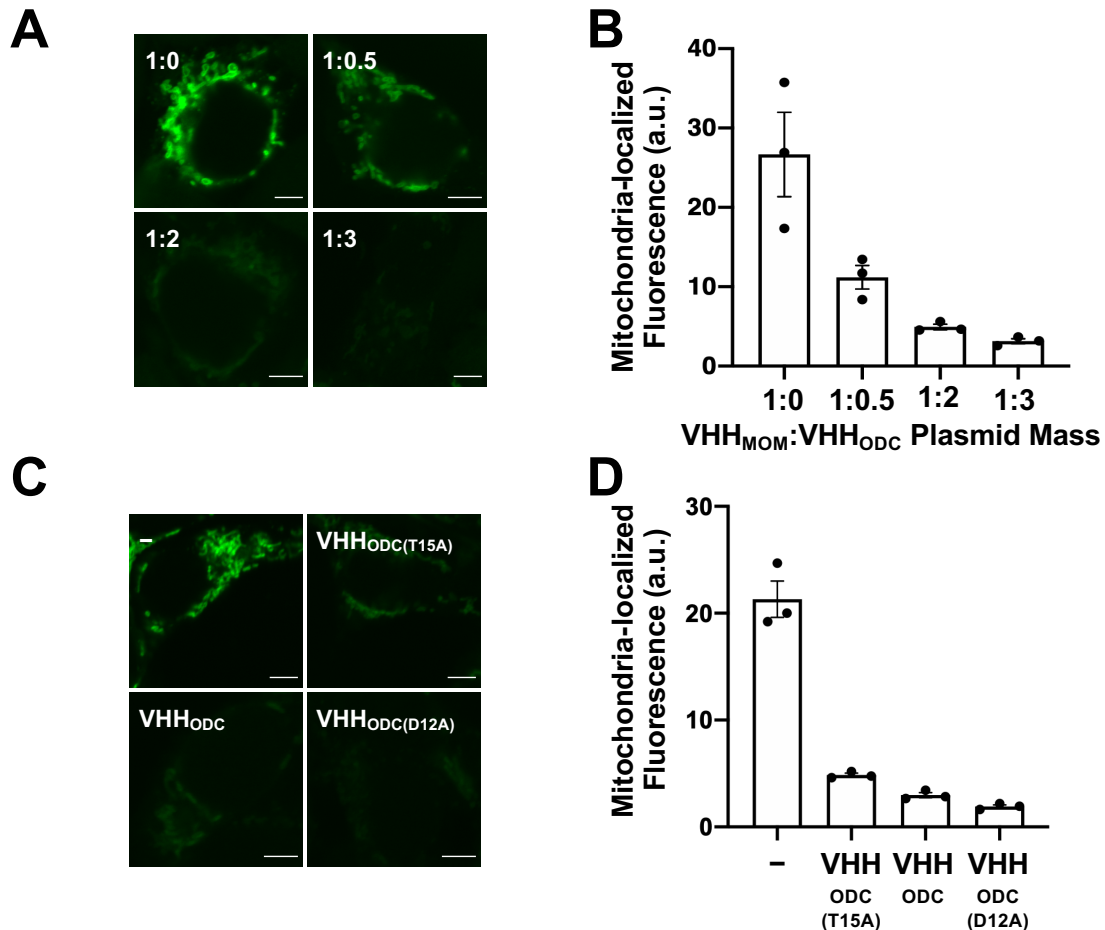 A
1:0
1:0.5
1:2
1:3
B
Mitochondria-localized
Fluorescence (a.u.)
40
30
20
10
0
1:0 1:0.5 1:2 1:3
VHHMOM:VHHODC Plasmid Mass
C
–
VHHODC(T15A)
VHHODC
VHHODC(D12A)
D
Mitochondria-localized
Fluorescence (a.u.)
30
20
10
0
– VHH VHH VHH
ODC ODC ODC
(T15A) (D12A)